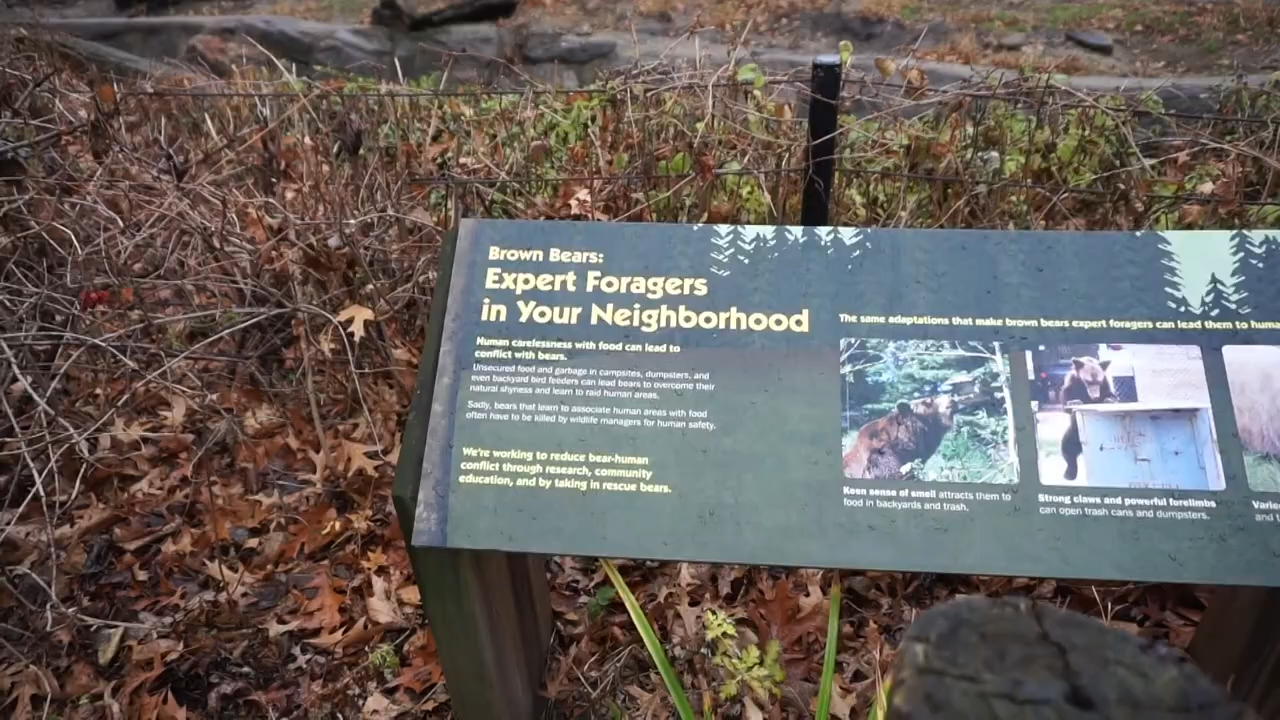 Brown Bears:
Expert Foragers
in Your Neighborhood
Human carelessness with food can lead to
conflict with bears.
Unsecured food and garbage in campsites, dumpsters, and
even backyard bird feeders can lead bears to overcome their
natural shyness and learn to raid human areas.
Sadly, bears that learn to associate human areas with food
often have to be killed by wildlife managers for human safety.
We're working to reduce bear-human
conflict through research, community
education, and by taking in rescue bears.
The same adaptations that make brown bears expert foragers can lead them to huma
Keen sense of smell attracts them to
food in backyards and trash.
Strong claws and powerful forelimbs
can open trash cans and dumpsters.
Varie
and t